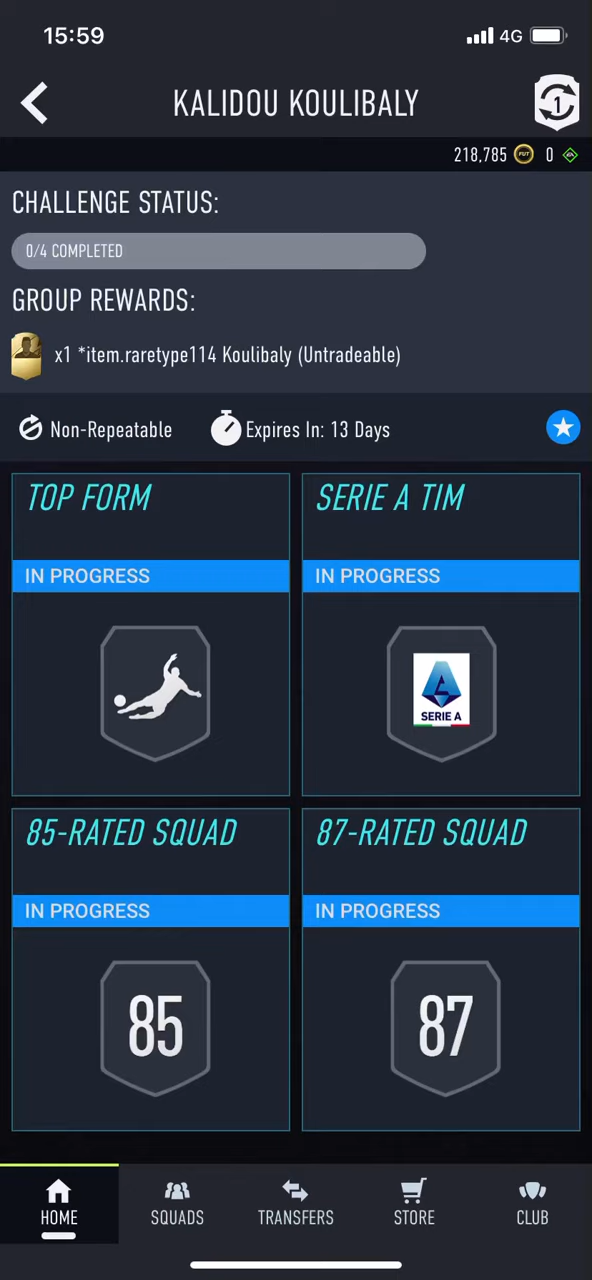 15:59
4G
KALIDOU KOULIBALY
1
218,785 FUT 0
CHALLENGE STATUS:
0/4 COMPLETED
GROUP REWARDS:
x1 *item.raretype114 Koulibaly (Untradeable)
Non-Repeatable
Expires In: 13 Days
TOP FORM
SERIE A TIM
IN PROGRESS
IN PROGRESS
SERIE A
85-RATED SQUAD
87-RATED SQUAD
IN PROGRESS
IN PROGRESS
85
87
HOME
SQUADS
TRANSFERS
STORE
CLUB